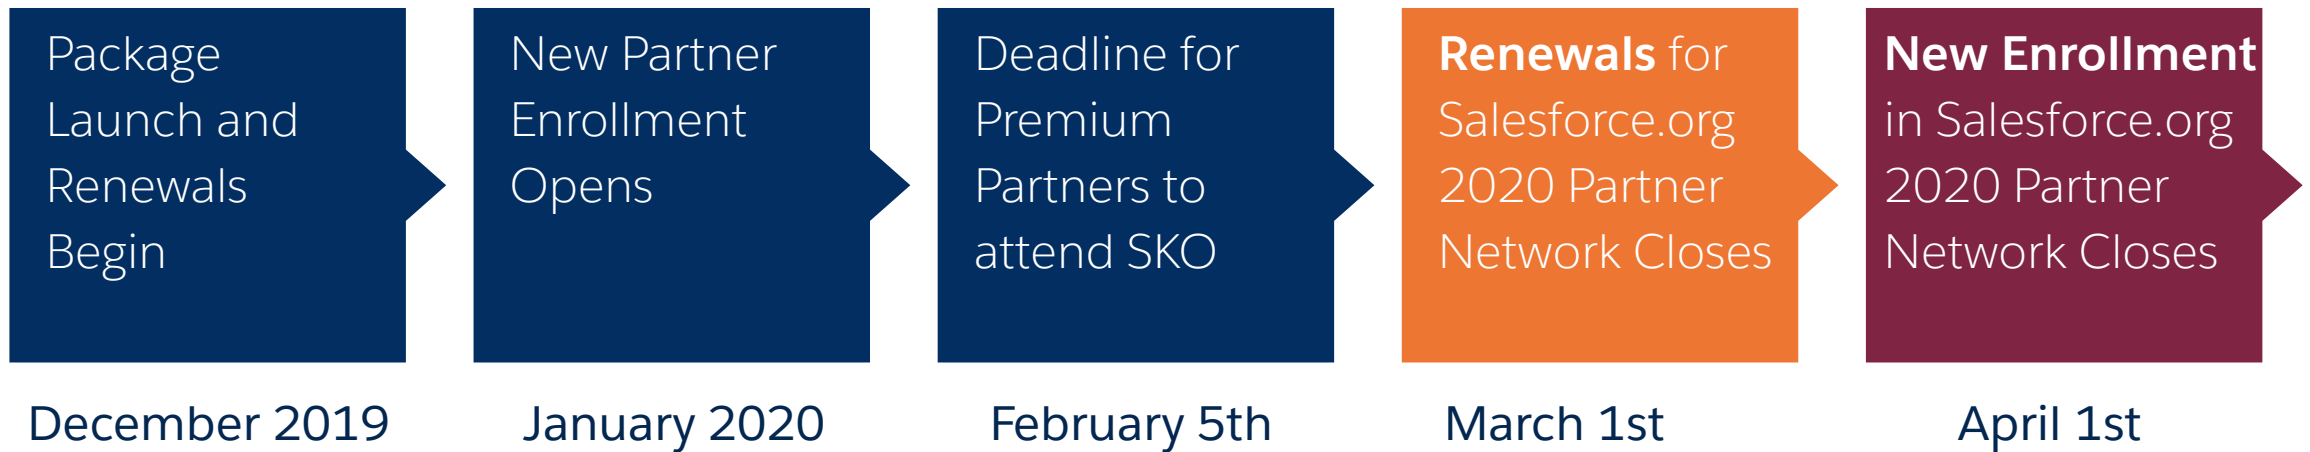 Package
Launch and
Renewals
Begin
New Partner
Enrollment
Opens
Deadline for
Premium
Partners to
attend SKO
Renewals for
Salesforce.org
2020 Partner
Network Closes
New Enrollment
in Salesforce.org
2020 Partner
Network Closes
December 2019
January 2020
February 5th
March 1st
April 1st